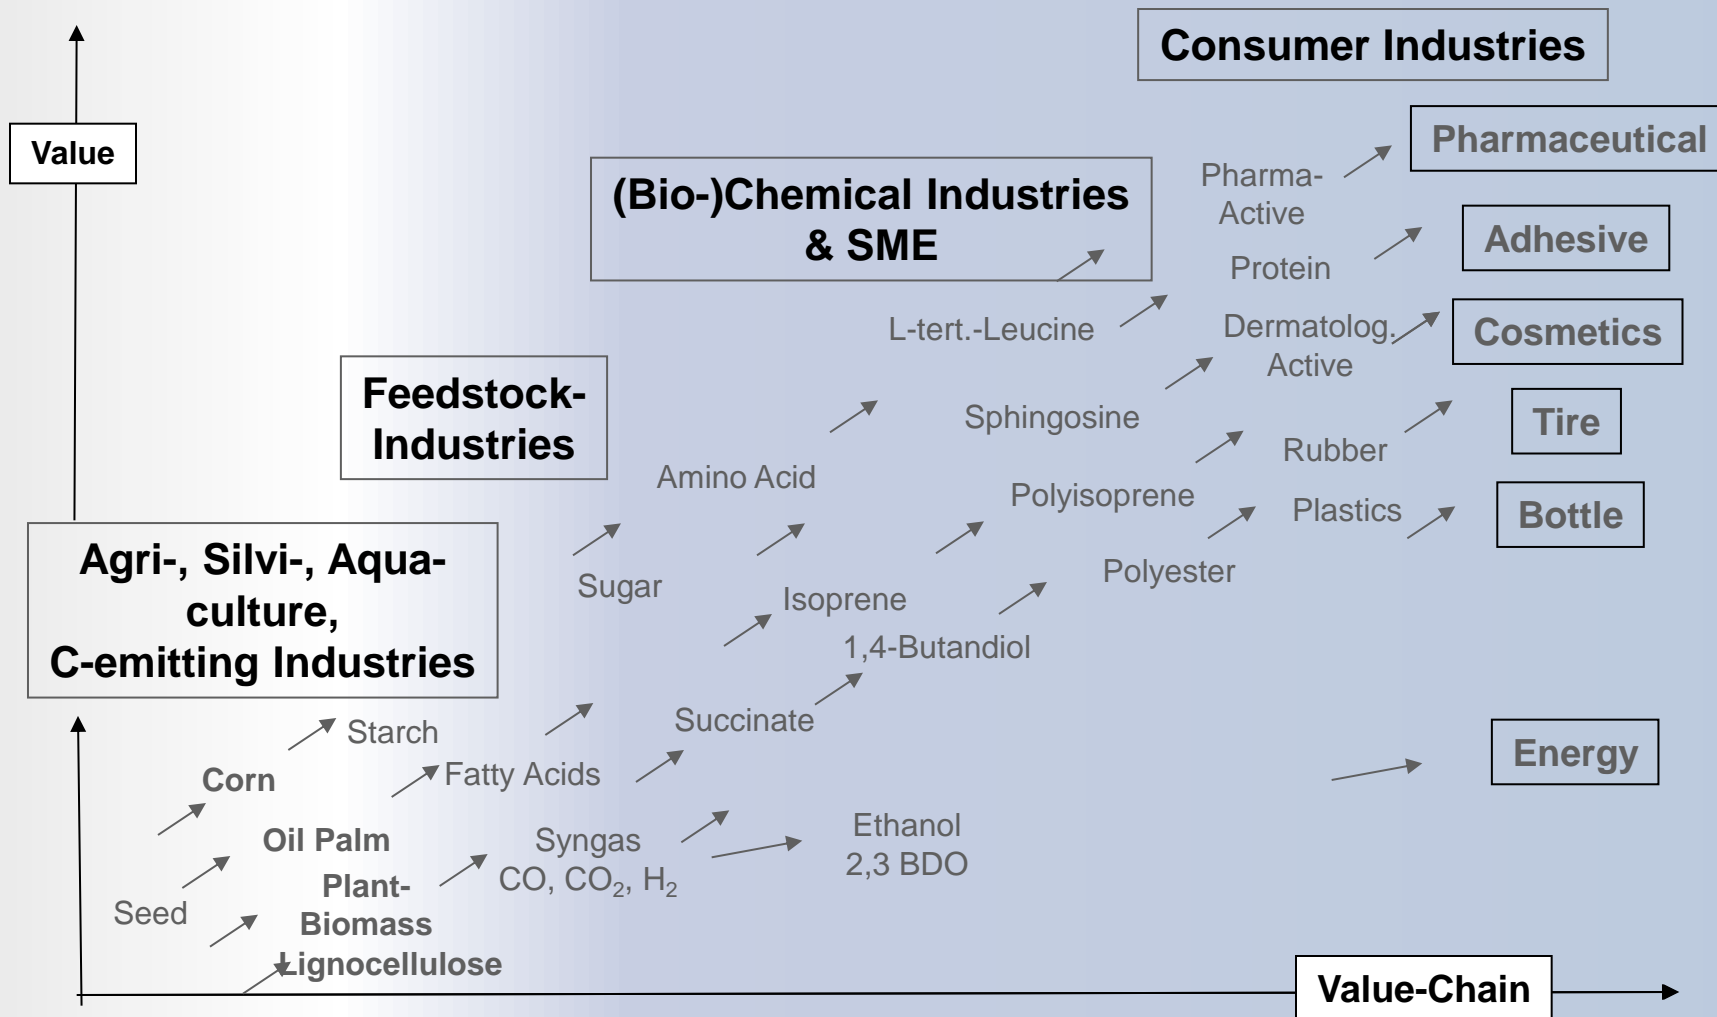 Consumer Industries
Value
Pharmaceutical
(Bio-)Chemical Industries
& SME
Pharma-
Active
Adhesive
Protein
L-tert.-Leucine
Dermatolog.
Active
Cosmetics
Feedstock-
Industries
Sphingosine
Tire
Rubber
Amino Acid
Polyisoprene
Plastics
Bottle
Agri-, Silvi-, Aqua-
culture,
C-emitting Industries
Sugar
Isoprene
Polyester
1,4-Butandiol
Starch
Succinate
Energy
Corn
Fatty Acids
Oil Palm
Syngas
CO, CO₂, H₂
Ethanol
2,3 BDO
Seed
Plant-
Biomass
Lignocellulose
Value-Chain